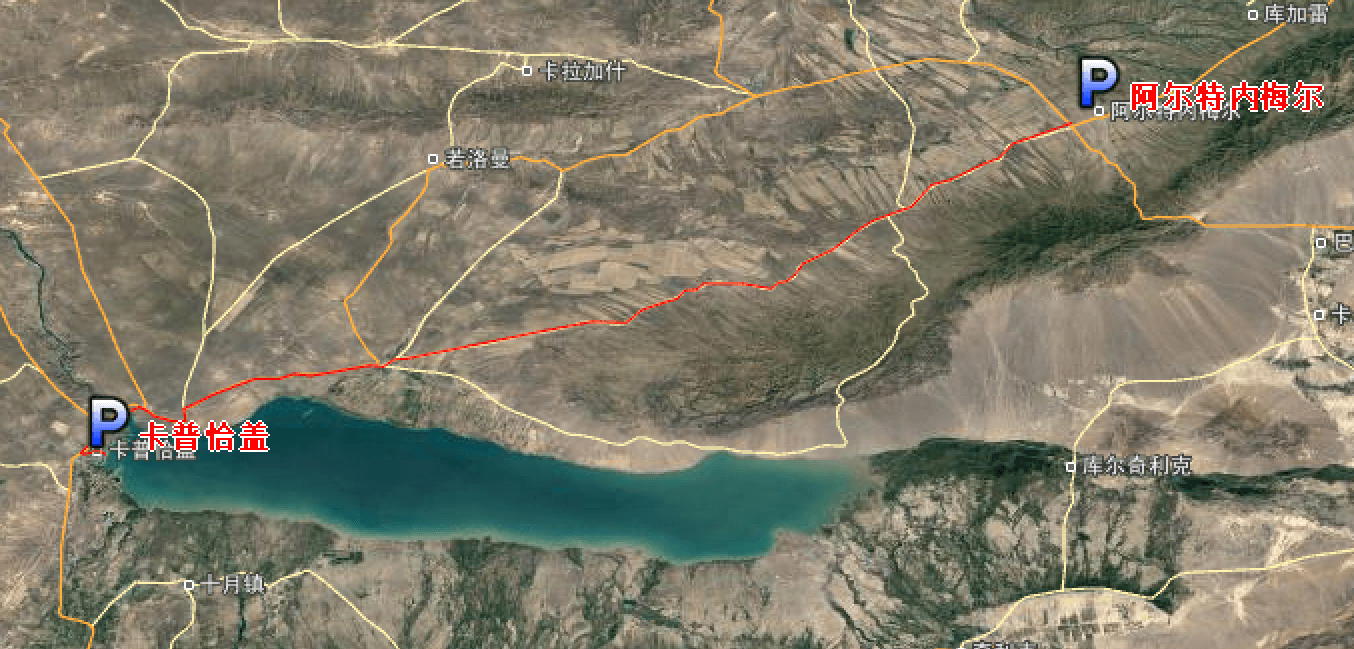 库加雷
卡拉加什
阿尔特内梅尔
阿尔特内梅尔
若洛曼
巴
卡
卡普恰盖
卡普恰盖
库尔奇利克
十月镇